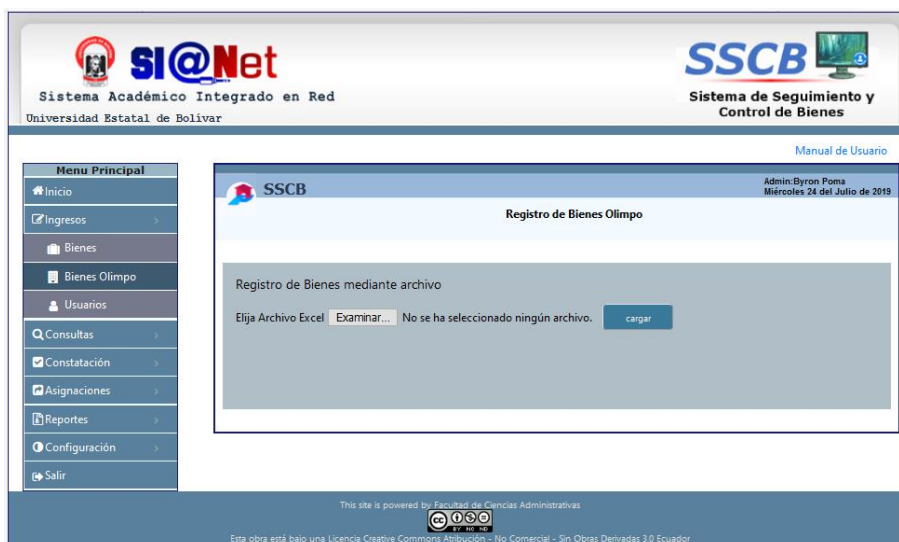 SI@Net
Sistema Académico Integrado en Red
Universidad Estatal de Bolívar
SSCB
Sistema de Seguimiento y
Control de Bienes
Manual de Usuario
Menu Principal
Inicio
Ingresos
Bienes
Bienes Olimpo
Usuarios
Consultas
Constatación
Asignaciones
Reportes
Configuración
Salir
SSCB
Admin:Byron Poma
Miércoles 24 del Julio de 2019
Registro de Bienes Olimpo
Registro de Bienes mediante archivo
Elija Archivo Excel Examinar... No se ha seleccionado ningún archivo. cargar
This site is powered by Facultad de Ciencias Administrativas
cc
BY NC ND
Esta obra está bajo una Licencia Creative Commons Atribución - No Comercial - Sin Obras Derivadas 3.0 Ecuador